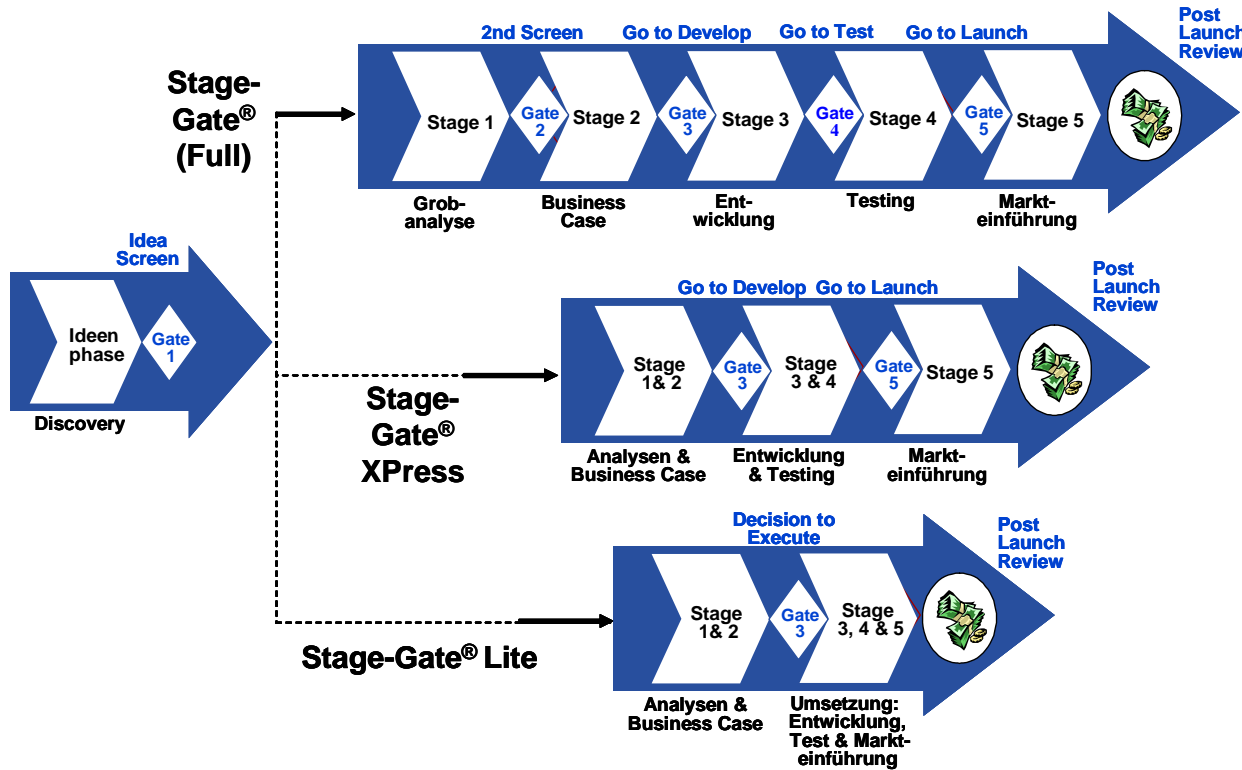 Post
Launch
Review
2nd Screen
Go to Develop
Go to Test
Go to Launch
Stage-
Gate®
(Full)
Stage 1
Gate
2
Stage 2
Gate
3
Stage 3
Gate
4
Stage 4
Gate
5
Stage 5
Grob-
analyse
Business
Case
Ent-
wicklung
Testing
Markt-
einführung
Idea
Screen
Ideen
phase
Gate
1
Discovery
Go to Develop
Go to Launch
Post
Launch
Review
Stage-
Gate®
XPress
Stage
1& 2
Gate
3
Stage
3 & 4
Gate
5
Stage 5
Analysen &
Business Case
Entwicklung
& Testing
Markt-
einführung
Decision to
Execute
Post
Launch
Review
Stage-Gate® Lite
Stage
1& 2
Gate
3
Stage
3, 4 & 5
Analysen &
Business Case
Umsetzung:
Entwicklung,
Test & Markt-
einführung